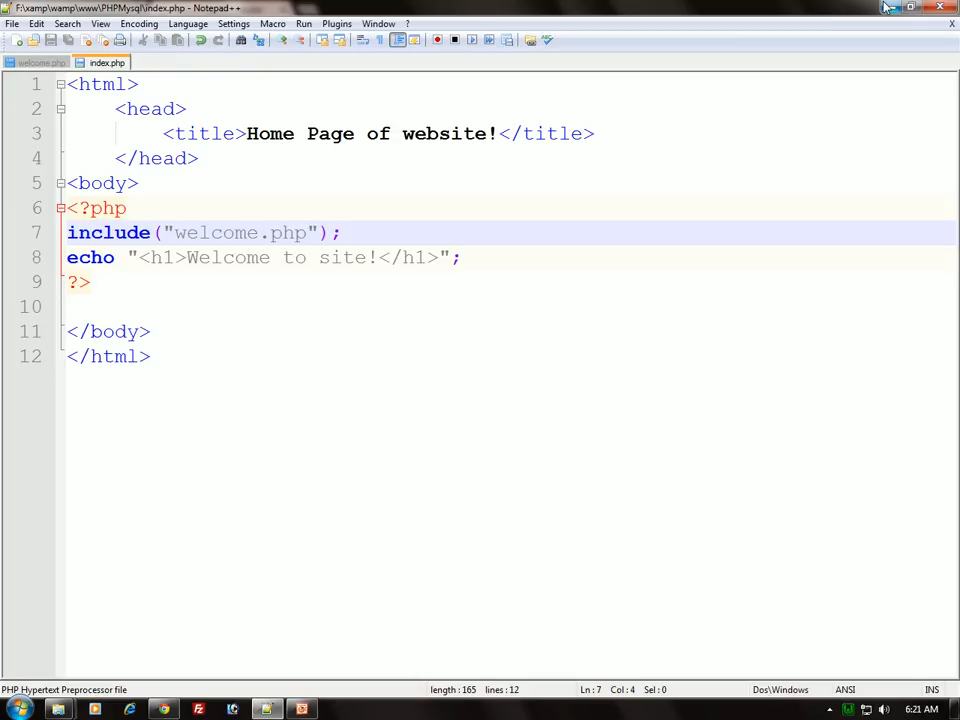 F:\xamp\wamp\www\PHPMysql\index.php - Notepad++
File Edit Search View Encoding Language Settings Macro Run Plugins Window ? X
welcome.php index.php
1 <html>
2 <head>
3 <title>Home Page of website!</title>
4 </head>
5 <body>
6 <?php
7 include("welcome.php");
8 echo "<h1>Welcome to site!</h1>";
9 ?>
10
11 </body>
12 </html>
PHP Hypertext Preprocessor file length : 165 lines : 12 Ln : 7 Col : 4 Sel : 0 Dos\Windows ANSI INS
6:21 AM